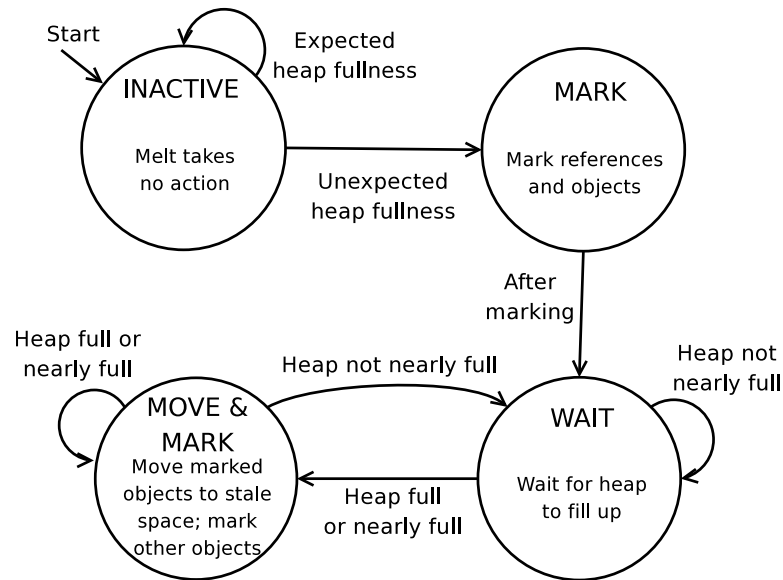 Start
Expected
heap fullness
INACTIVE
Melt takes
no action
Unexpected
heap fullness
MARK
Mark references
and objects
After
marking
Heap full or
nearly full
Heap not nearly full
Heap not
nearly full
MOVE &
MARK
Move marked
objects to stale
space; mark
other objects
WAIT
Wait for heap
to fill up
Heap full
or nearly full